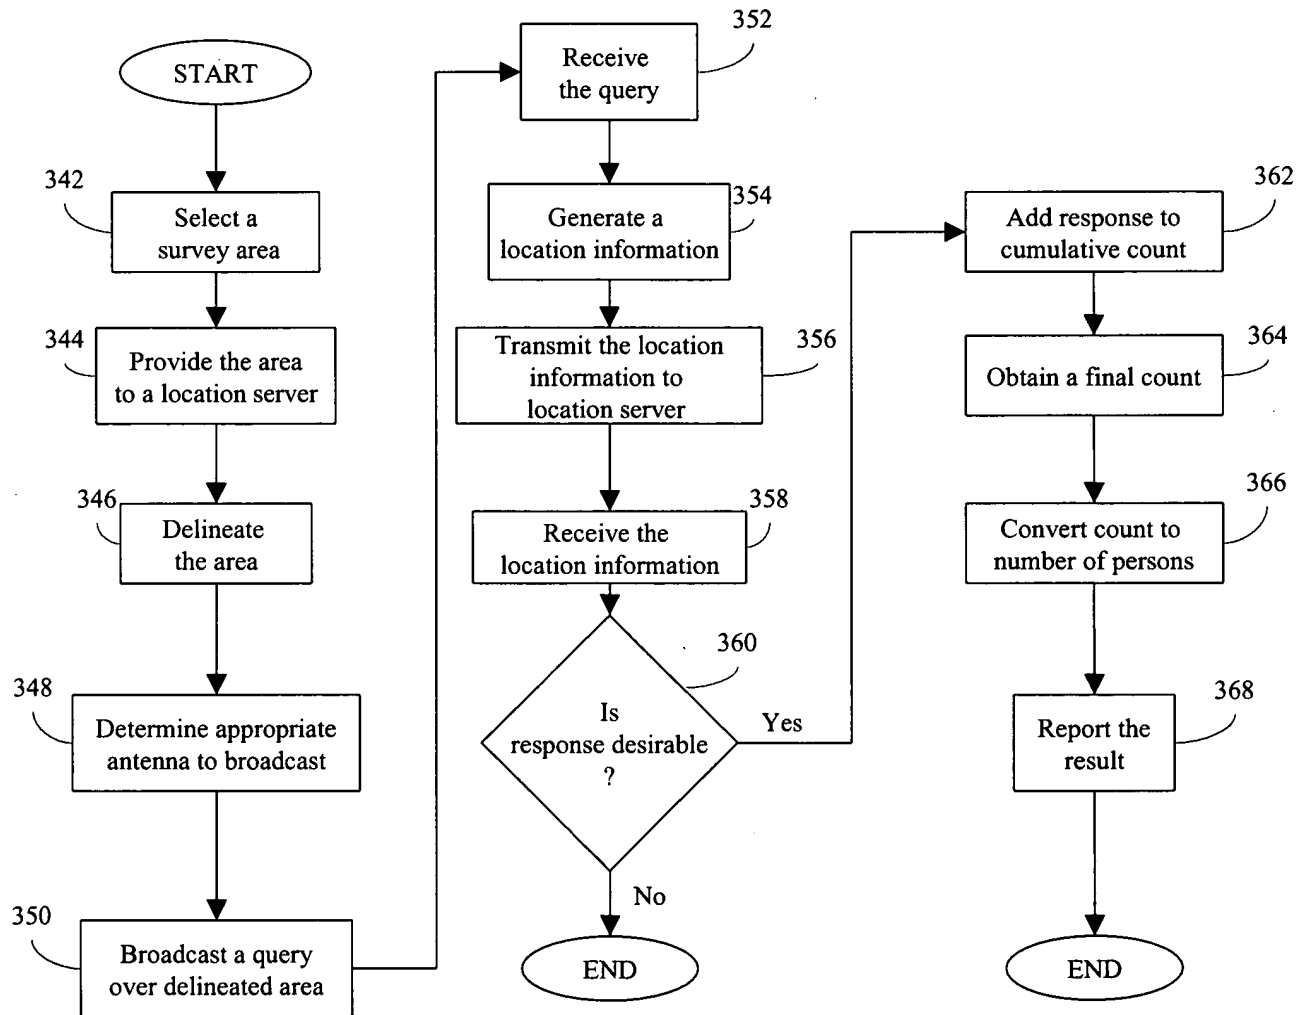 START
342
Select a
survey area
344
Provide the area
to a location server
346
Delineate
the area
348
Determine appropriate
antenna to broadcast
350
Broadcast a query
over delineated area
352
Receive
the query
354
Generate a
location information
356
Transmit the location
information to
location server
358
Receive the
location information
360
Is
response desirable
?
Yes
No
END
362
Add response to
cumulative count
364
Obtain a final count
366
Convert count to
number of persons
368
Report the
result
END